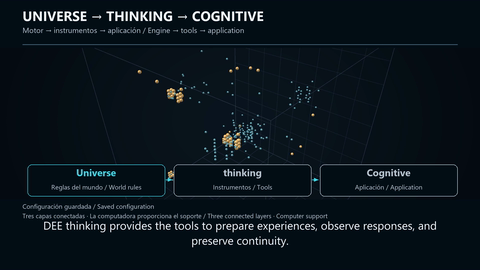 UNIVERSE → THINKING → COGNITIVE
Motor → instrumentos → aplicación / Engine → tools → application
Universe
Reglas del mundo / World rules
thinking
Instrumentos / Tools
Cognitive
Aplicación / Application
Configuración guardada / Saved configuration
Tres capas conectadas · La computadora proporciona el soporte / Three connected layers · Computer support
DEE thinking provides the tools to prepare experiences, observe responses, and
preserve continuity.